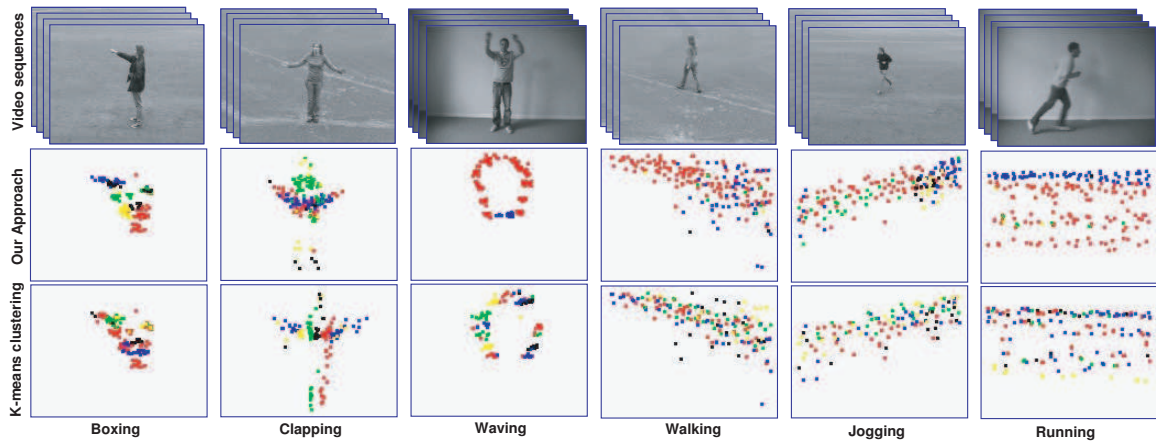 Video sequences
Our Approach
K-means clustering
Boxing
Clapping
Waving
Walking
Jogging
Running